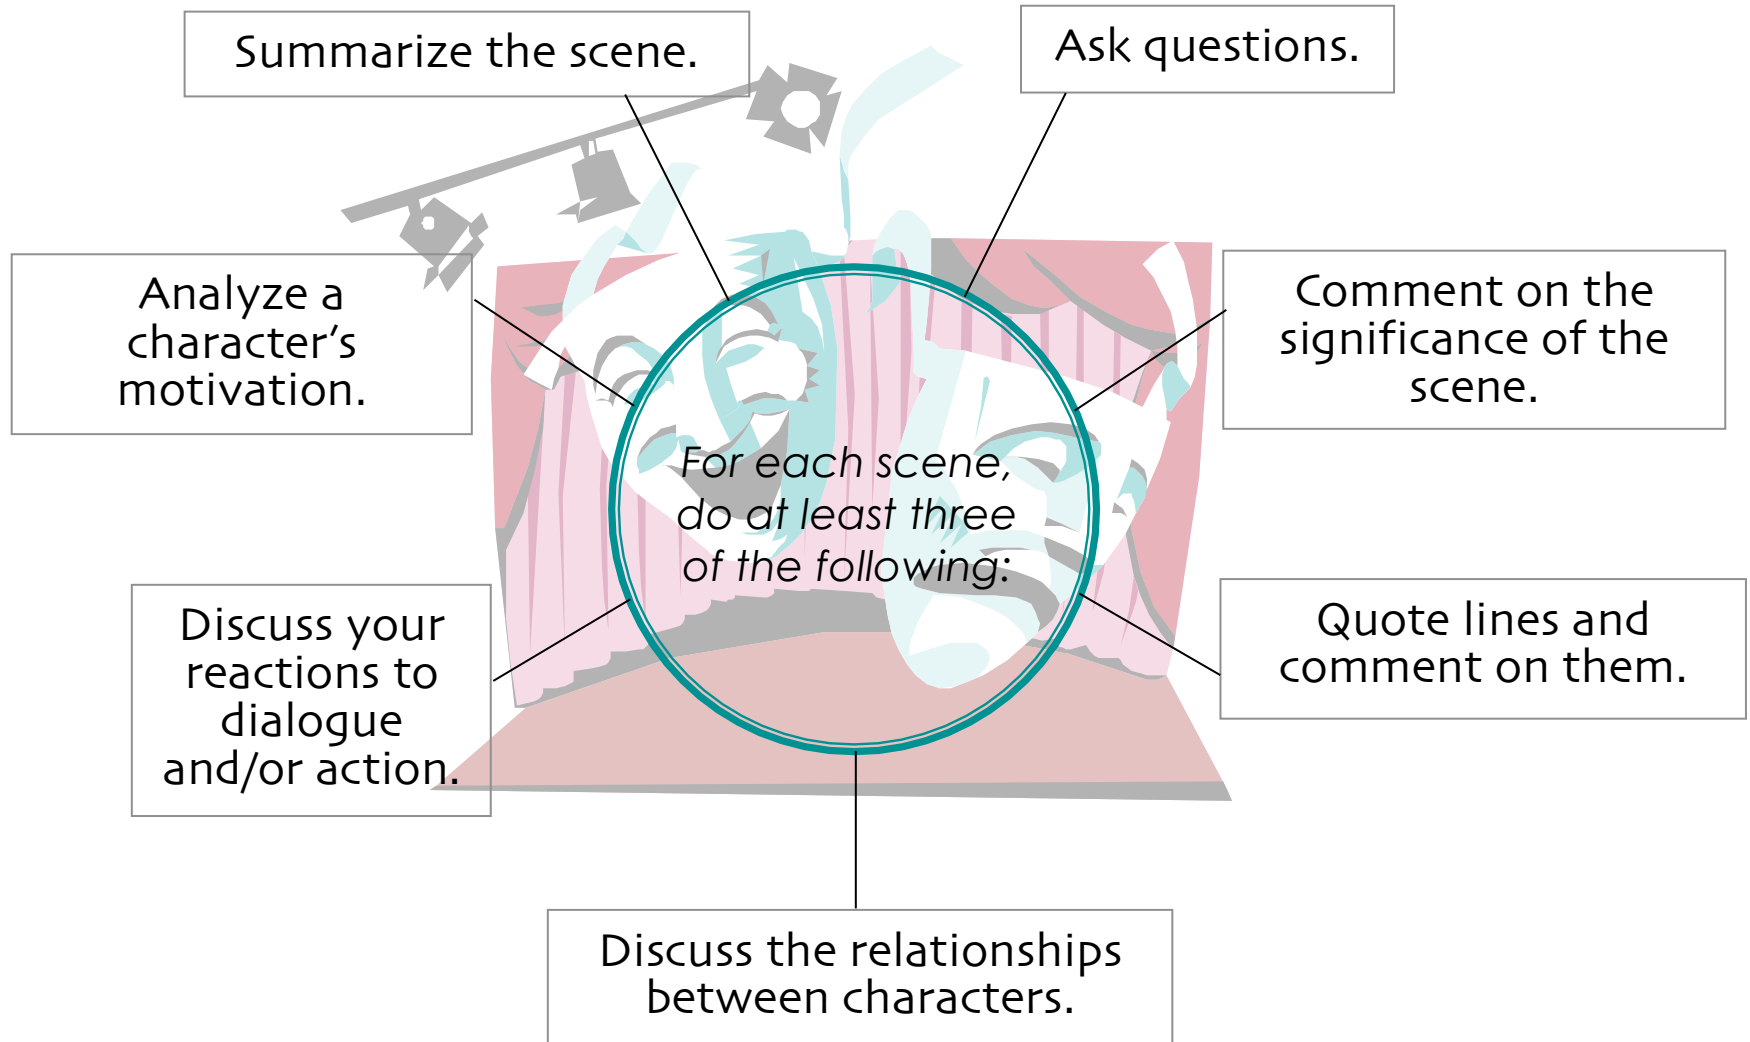 Summarize the scene.
Ask questions.
Analyze a
character's
motivation.
Comment on the
significance of the
scene.
For each scene,
do at least three
of the following:
Discuss your
reactions to
dialogue
and/or action.
Quote lines and
comment on them.
Discuss the relationships
between characters.